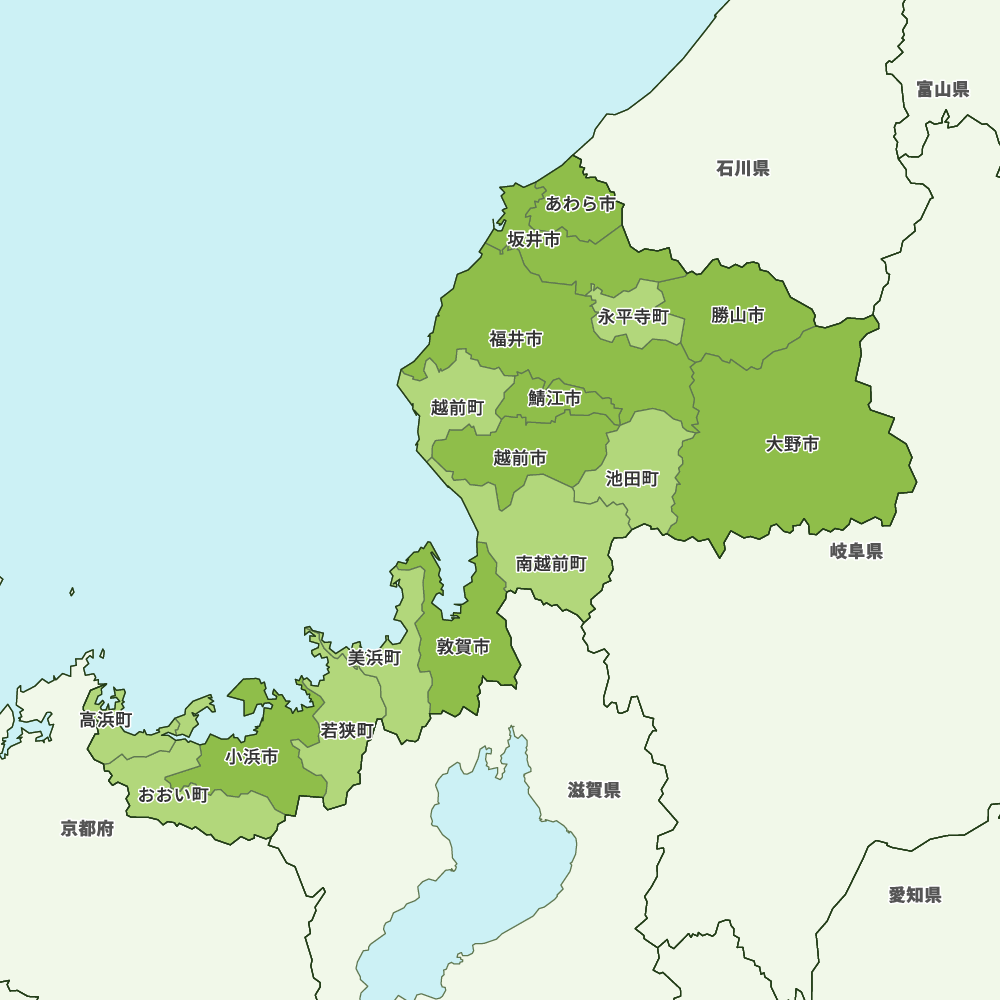 富山県
石川県
あわら市
坂井市
永平寺町
勝山市
福井市
鯖江市
越前町
大野市
越前市
池田町
岐阜県
南越前町
敦賀市
美浜町
高浜町
若狭町
小浜市
おおい町
滋賀県
京都府
愛知県